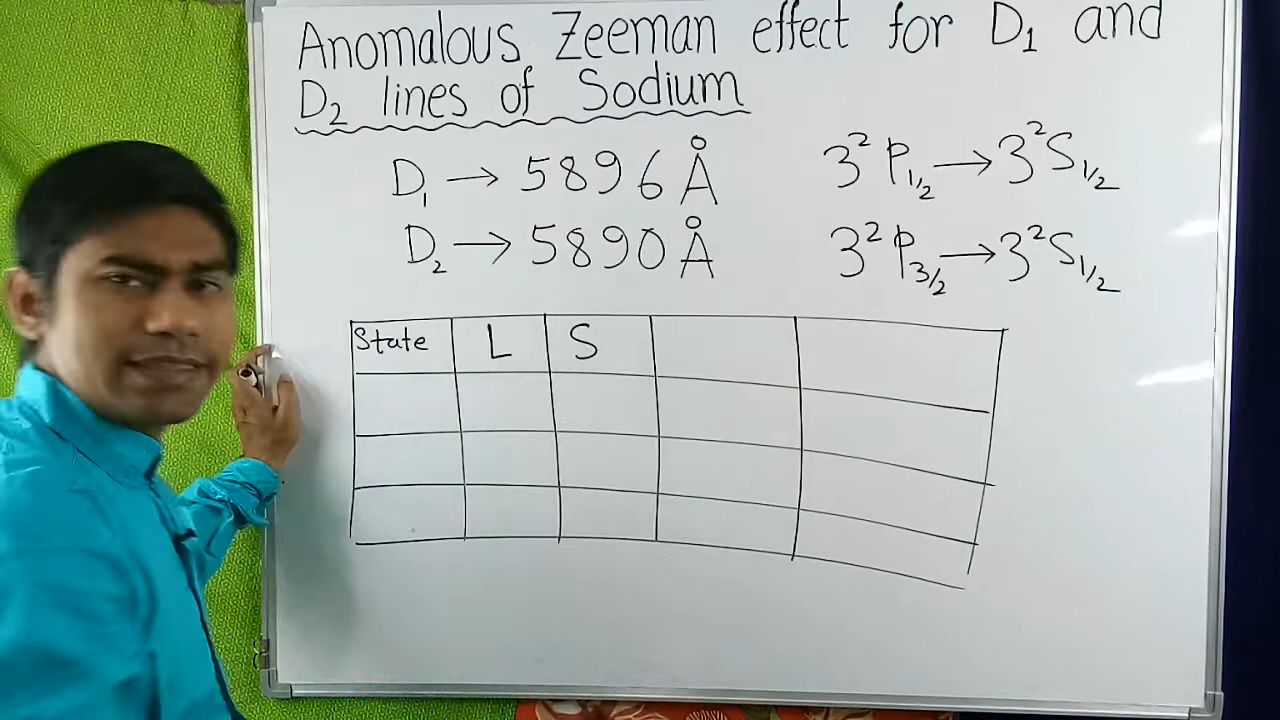 Anomalous Zeeman effect for D₁ and
D₂ lines of Sodium
D₁ → 5896 Å 3²P₁/₂ → 3²S₁/₂
D₂ → 5890 Å 3²P₃/₂ → 3²S₁/₂
State L S